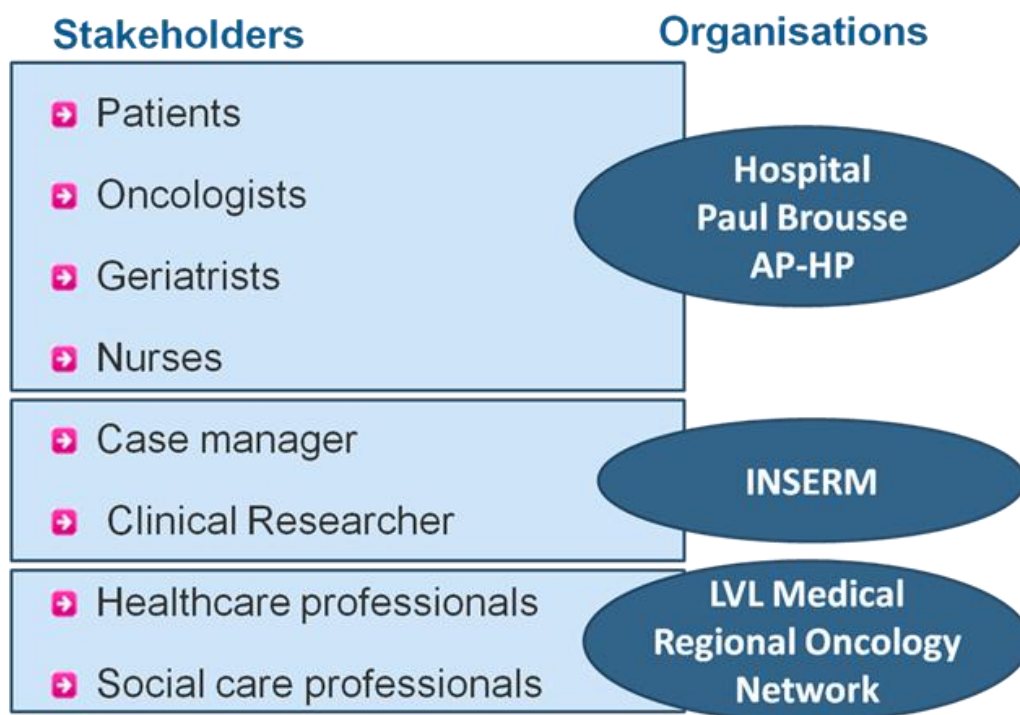 Stakeholders
Organisations
Patients
Oncologists
Geriatrists
Nurses
Hospital
Paul Brousse
AP-HP
Case manager
Clinical Researcher
INSERM
Healthcare professionals
Social care professionals
LVL Medical
Regional Oncology
Network